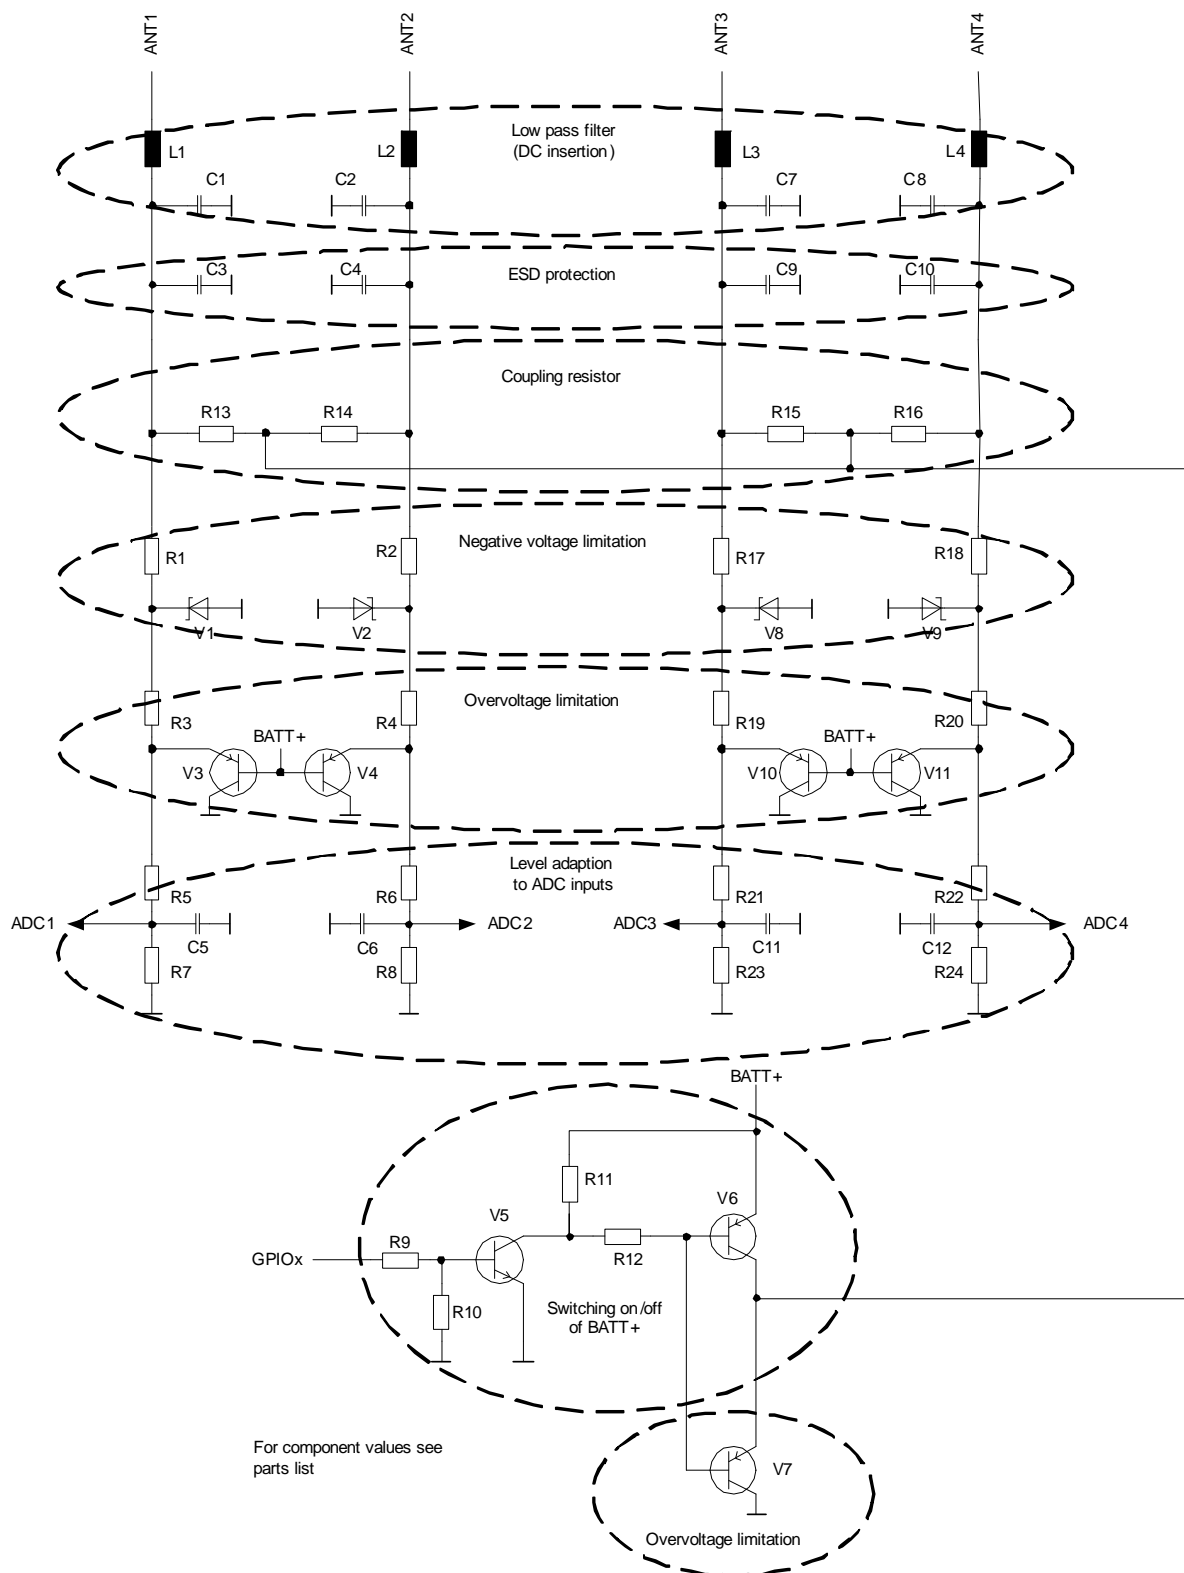 ANT1 ANT2 ANT3 ANT4
Low pass filter
(DC insertion)
L1 L2 L3 L4
C1 C2 C7 C8
ESD protection
C3 C4 C9 C10
Coupling resistor
R13 R14 R15 R16
Negative voltage limitation
R1 R2 R17 R18
V1 V2 V8 V9
Overvoltage limitation
R3 R4 R19 R20
BATT+ BATT+
V3 V4 V10 V11
Level adaption
to ADC inputs
R5 R6 R21 R22
ADC1 ADC2 ADC3 ADC4
C5 C6 C11 C12
R7 R8 R23 R24
BATT+
R11
V6
V5
R9 R12
GPIOx
R10
Switching on/off
of BATT+
For component values see
parts list
V7
Overvoltage limitation